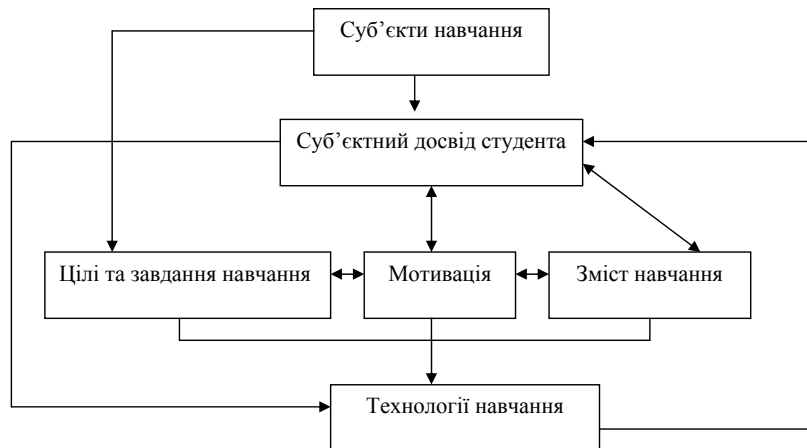 Суб’єкти навчання
Суб’єктний досвід студента
Цілі та завдання навчання
Мотивація
Зміст навчання
Технології навчання